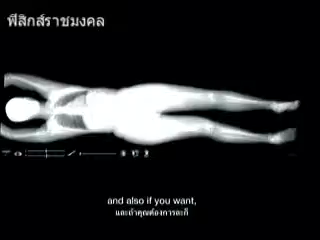 ฟิสิกส์ราชมงคล
and also if you want,
และถ้าคุณต้องการละก็